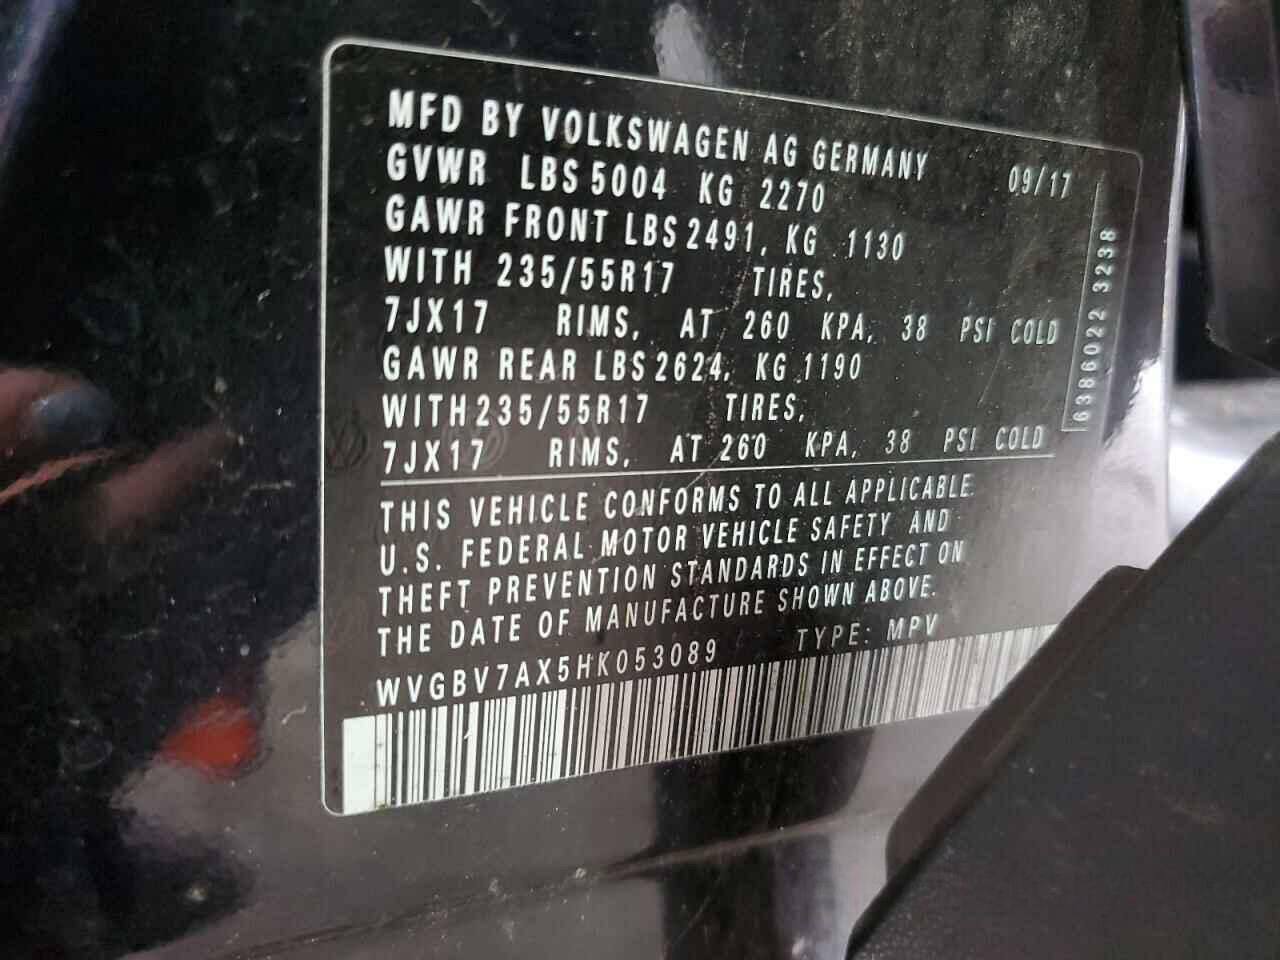 MFD BY VOLKSWAGEN AG GERMANY 09/17
GVWR LBS 5004 KG 2270
GAWR FRONT LBS 2491, KG 1130
WITH 235/55R17 TIRES,
7JX17 RIMS, AT 260 KPA, 38 PSI COLD
GAWR REAR LBS 2624, KG 1190
WITH 235/55R17 TIRES,
7JX17 RIMS, AT 260 KPA, 38 PSI COLD
THIS VEHICLE CONFORMS TO ALL APPLICABLE
U.S. FEDERAL MOTOR VEHICLE SAFETY AND
THEFT PREVENTION STANDARDS IN EFFECT ON
THE DATE OF MANUFACTURE SHOWN ABOVE.
WVGBV7AX5HK053089 TYPE: MPV
6386022 3238